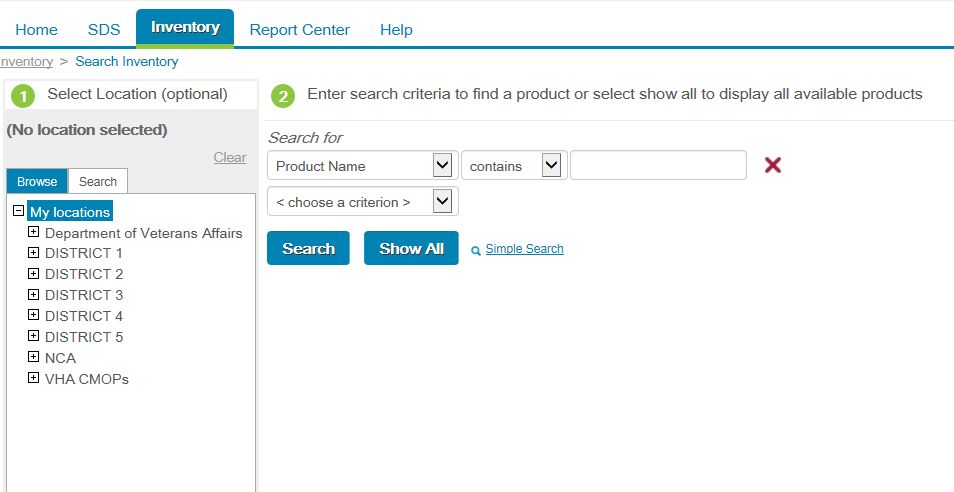 Home SDS Inventory Report Center Help
nventory > Search Inventory
1 Select Location (optional)
(No location selected)
Clear
Browse Search
My locations
Department of Veterans Affairs
DISTRICT 1
DISTRICT 2
DISTRICT 3
DISTRICT 4
DISTRICT 5
NCA
VHA CMOPs
2 Enter search criteria to find a product or select show all to display all available products
Search for
Product Name contains
< choose a criterion >
Search Show All Simple Search